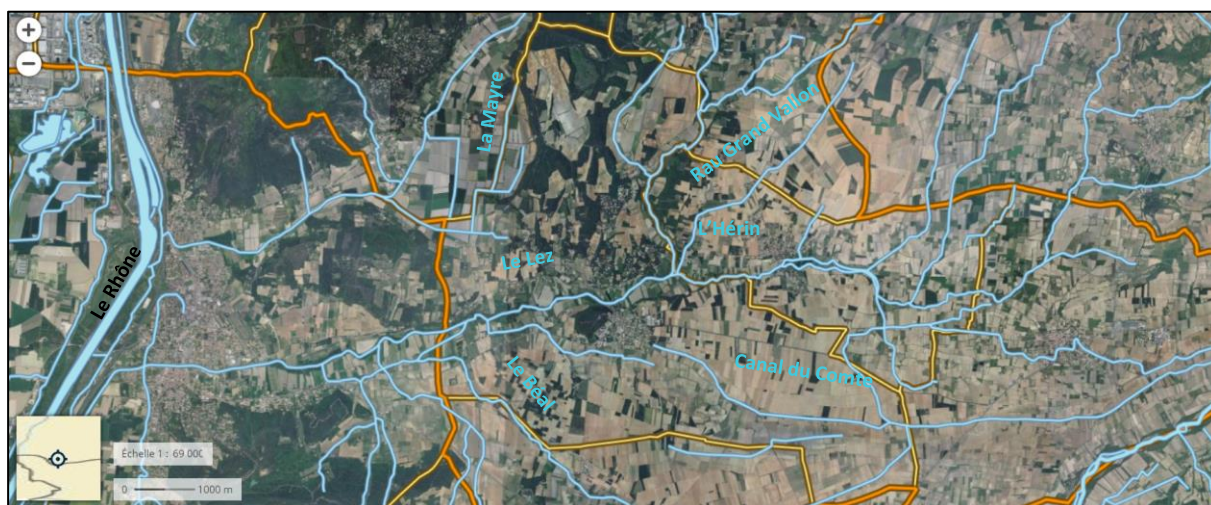 +
−
La Mayre
Rau Grand Vallon
L'Hérin
Le Lez
Le Rhône
Le Réal
Canal du Comte
Échelle 1 : 69 000
0 1000 m